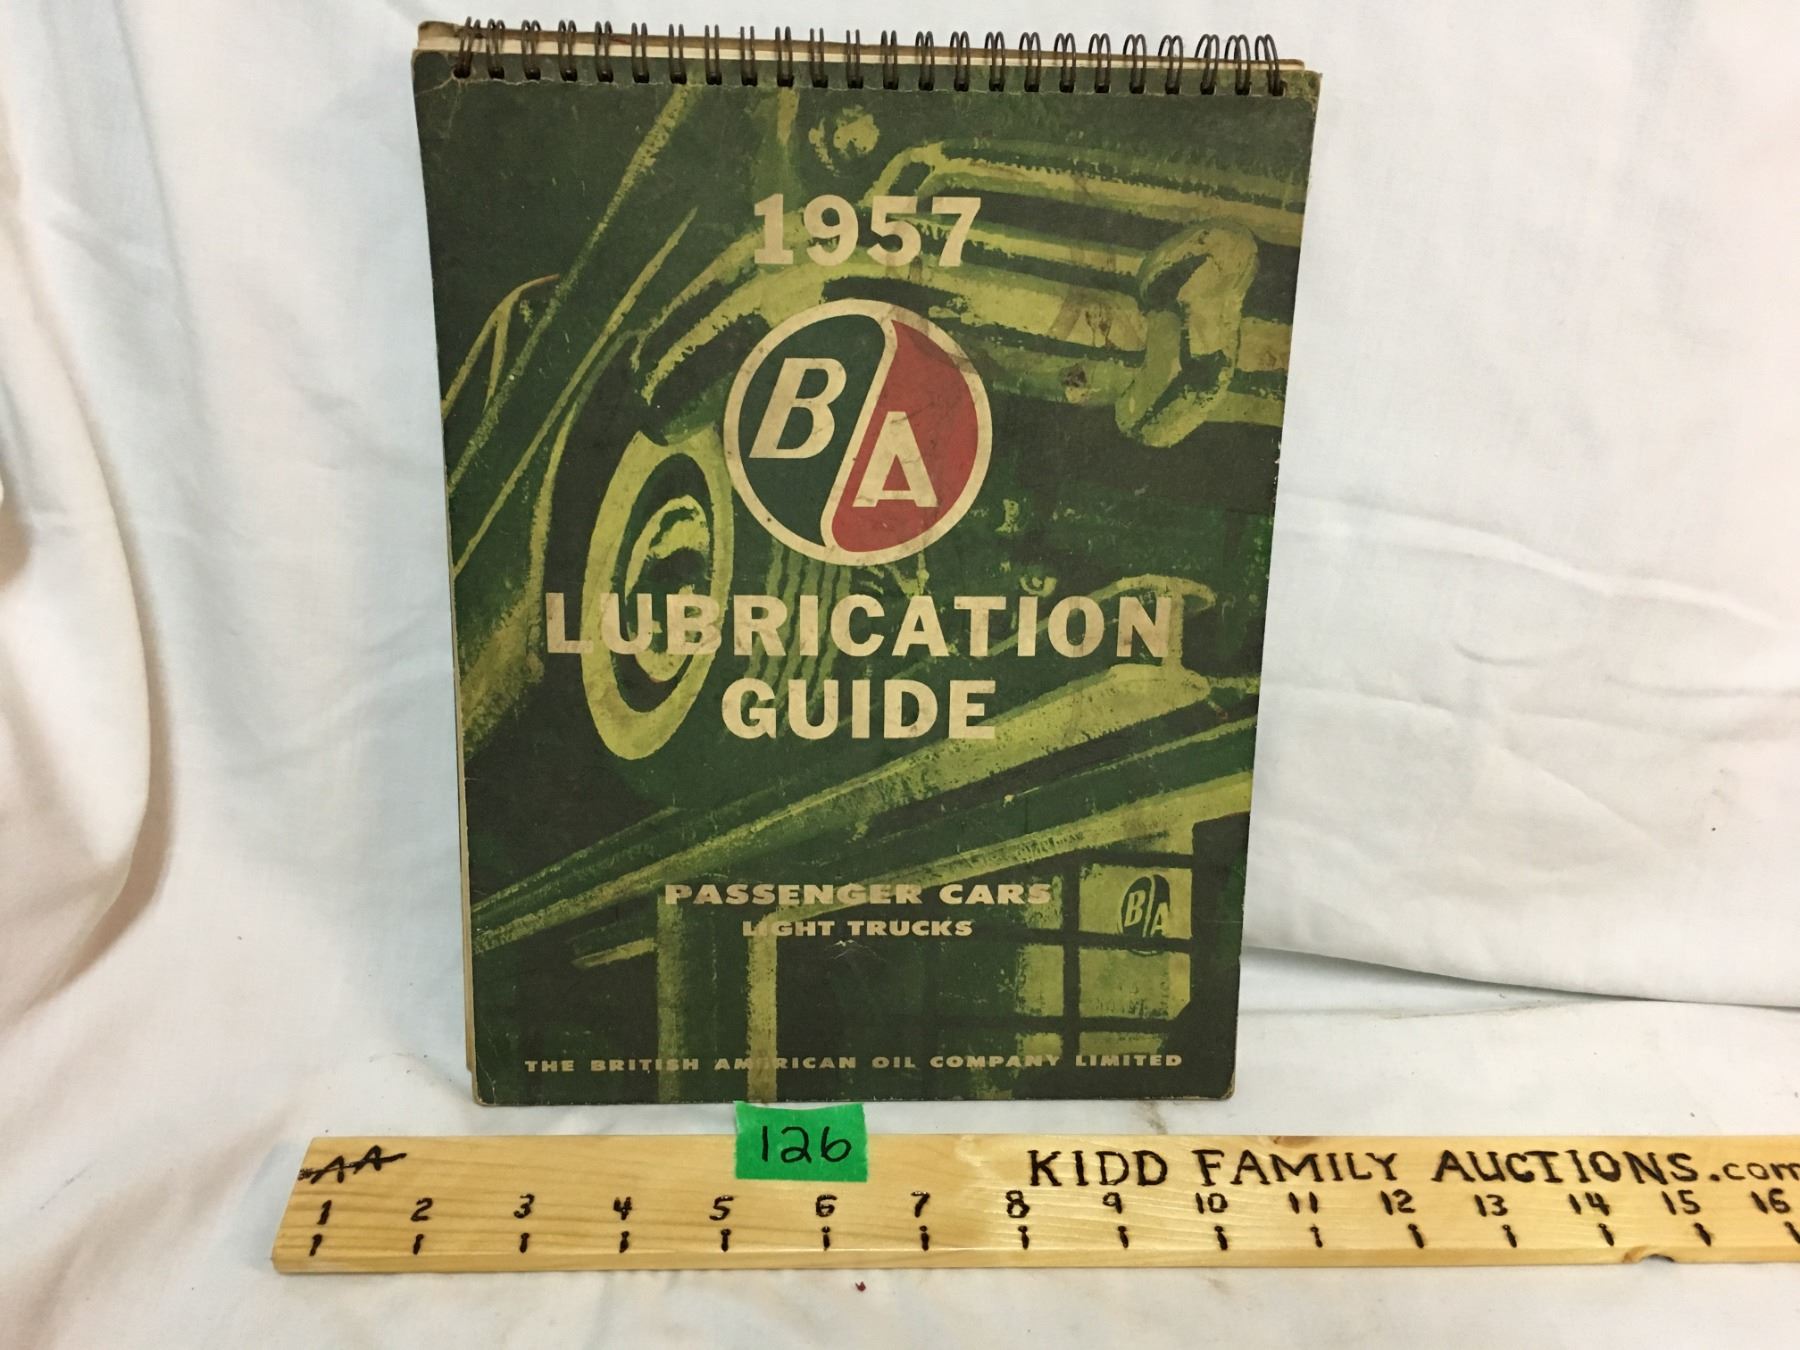 1957
BA
LUBRICATION
GUIDE
PASSENGER CARS
LIGHT TRUCKS
BA
THE BRITISH AMERICAN OIL COMPANY LIMITED
126
AA
KIDD FAMILY AUCTIONS.com
1 2 3 4 5 6 7 8 9 10 11 12 13 14 15 16